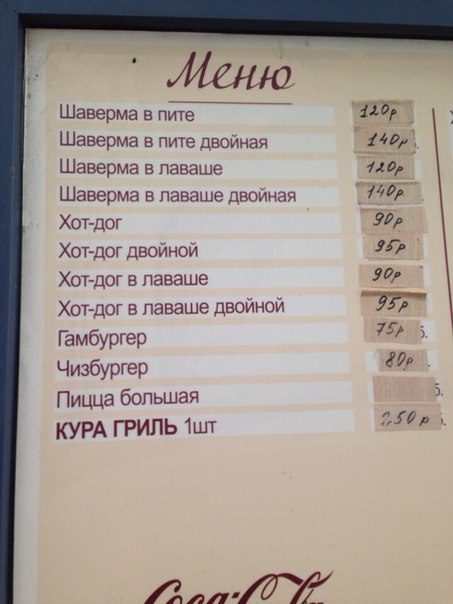 Меню
Шаверма в пите 120р
Шаверма в пите двойная 140р.
Шаверма в лаваше 120р
Шаверма в лаваше двойная 140р
Хот-дог 90р
Хот-дог двойной 95р
Хот-дог в лаваше 90р
Хот-дог в лаваше двойной 95р
Гамбургер 75р б.
Чизбургер 80р б.
Пицца большая б.
КУРА ГРИЛЬ 1шт 250р
Coca-Cola